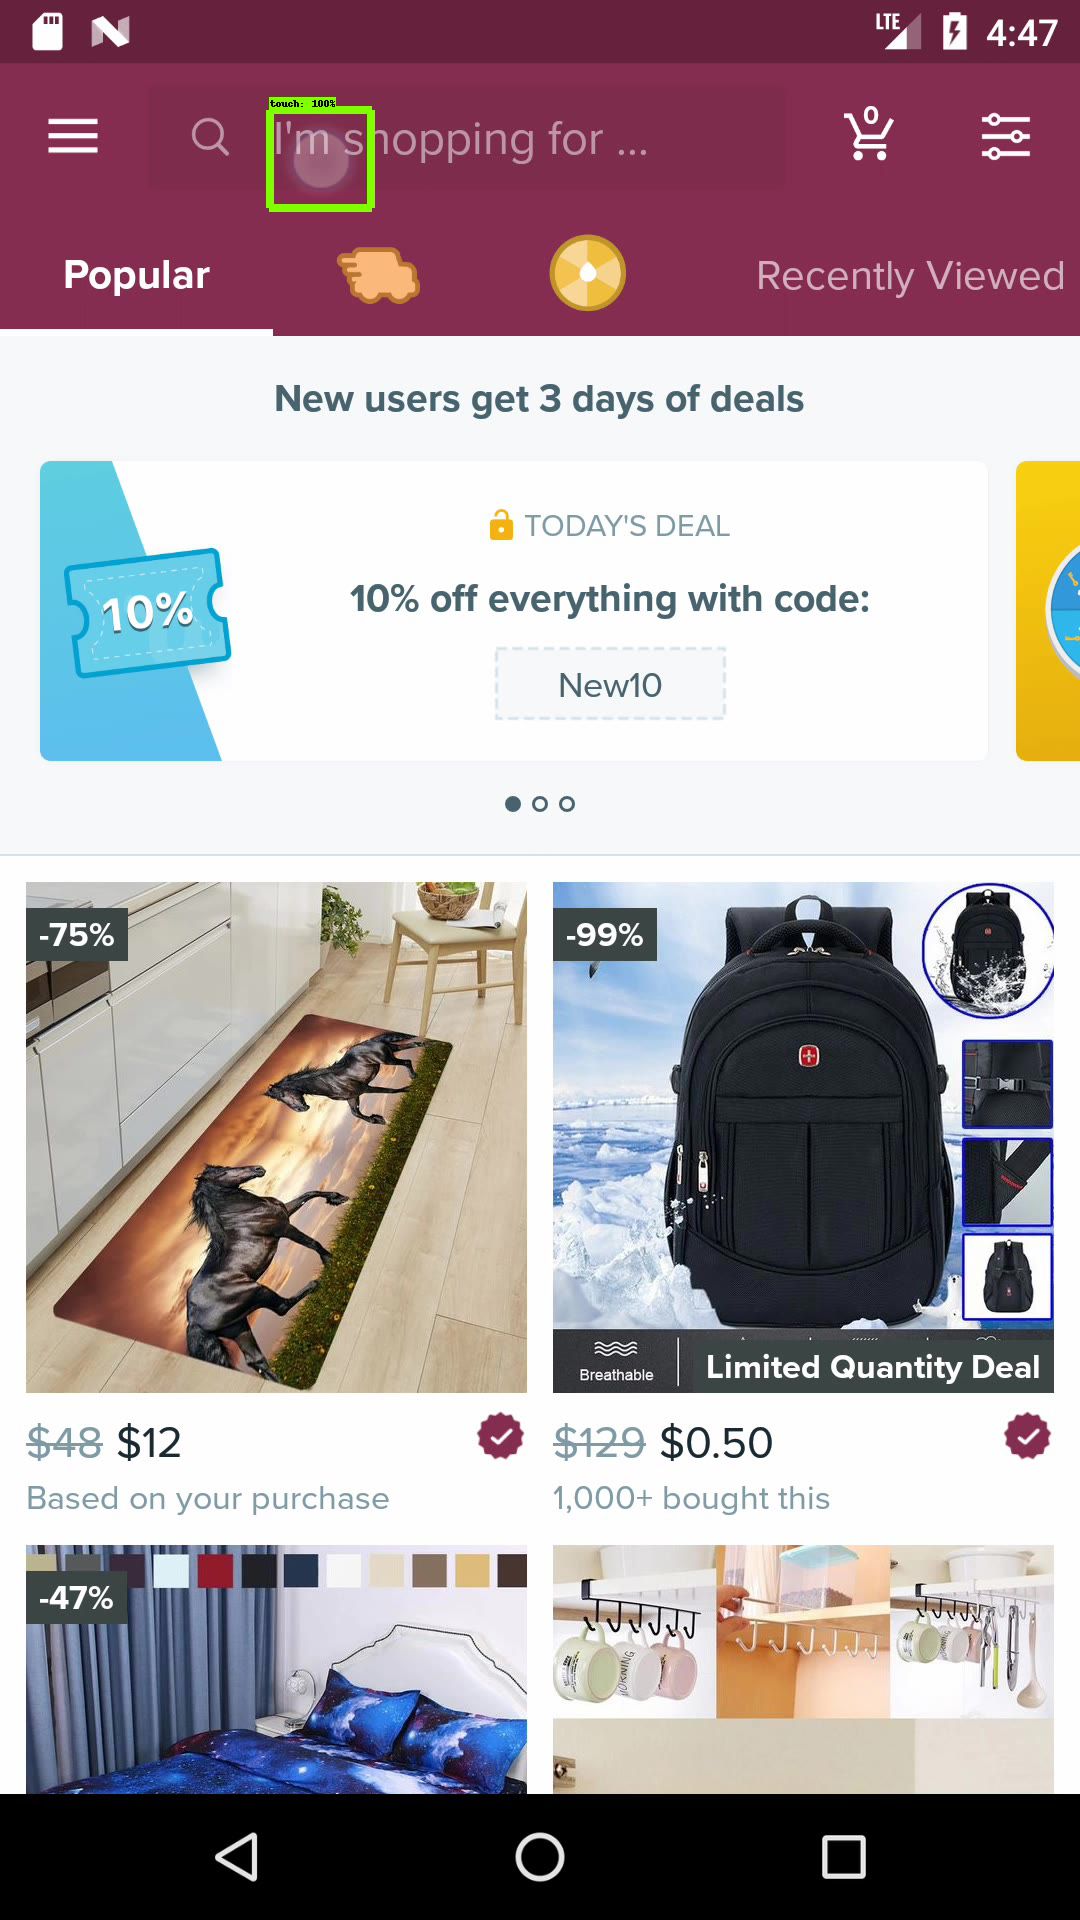 LTE 4:47
touch: 100%
I'm shopping for ...
0
Popular
Recently Viewed
New users get 3 days of deals
TODAY'S DEAL
10%
10% off everything with code:
New10
-75%
-99%
Breathable
Limited Quantity Deal
$48 $12
$129 $0.50
Based on your purchase
1,000+ bought this
-47%
MORNING